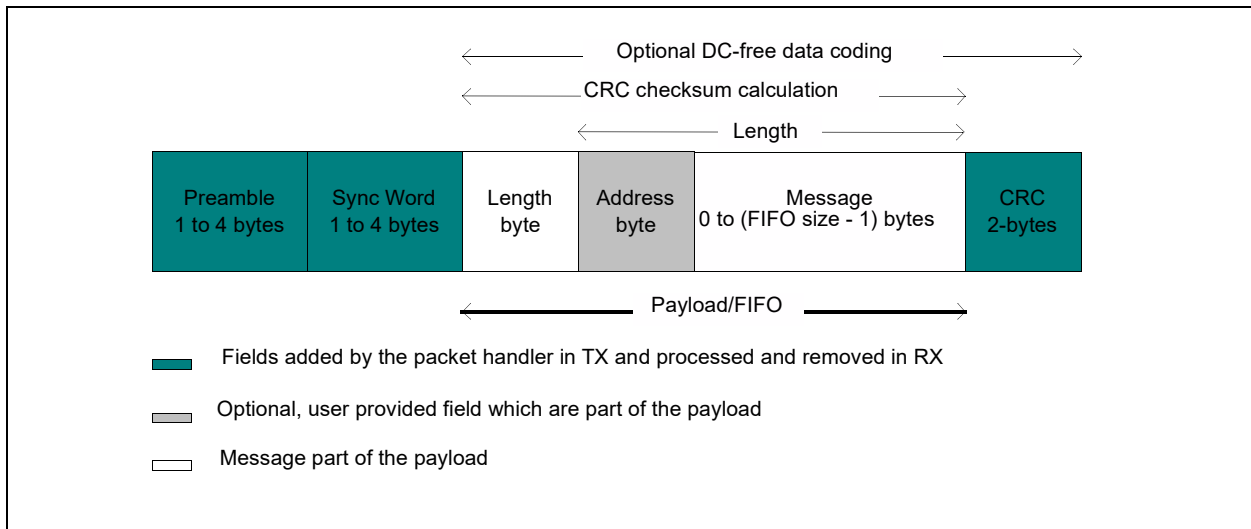 Optional DC-free data coding
CRC checksum calculation
Length
Preamble
1 to 4 bytes
Sync Word
1 to 4 bytes
Length
byte
Address
byte
Message
0 to (FIFO size - 1) bytes
CRC
2-bytes
Payload/FIFO
Fields added by the packet handler in TX and processed and removed in RX
Optional, user provided field which are part of the payload
Message part of the payload